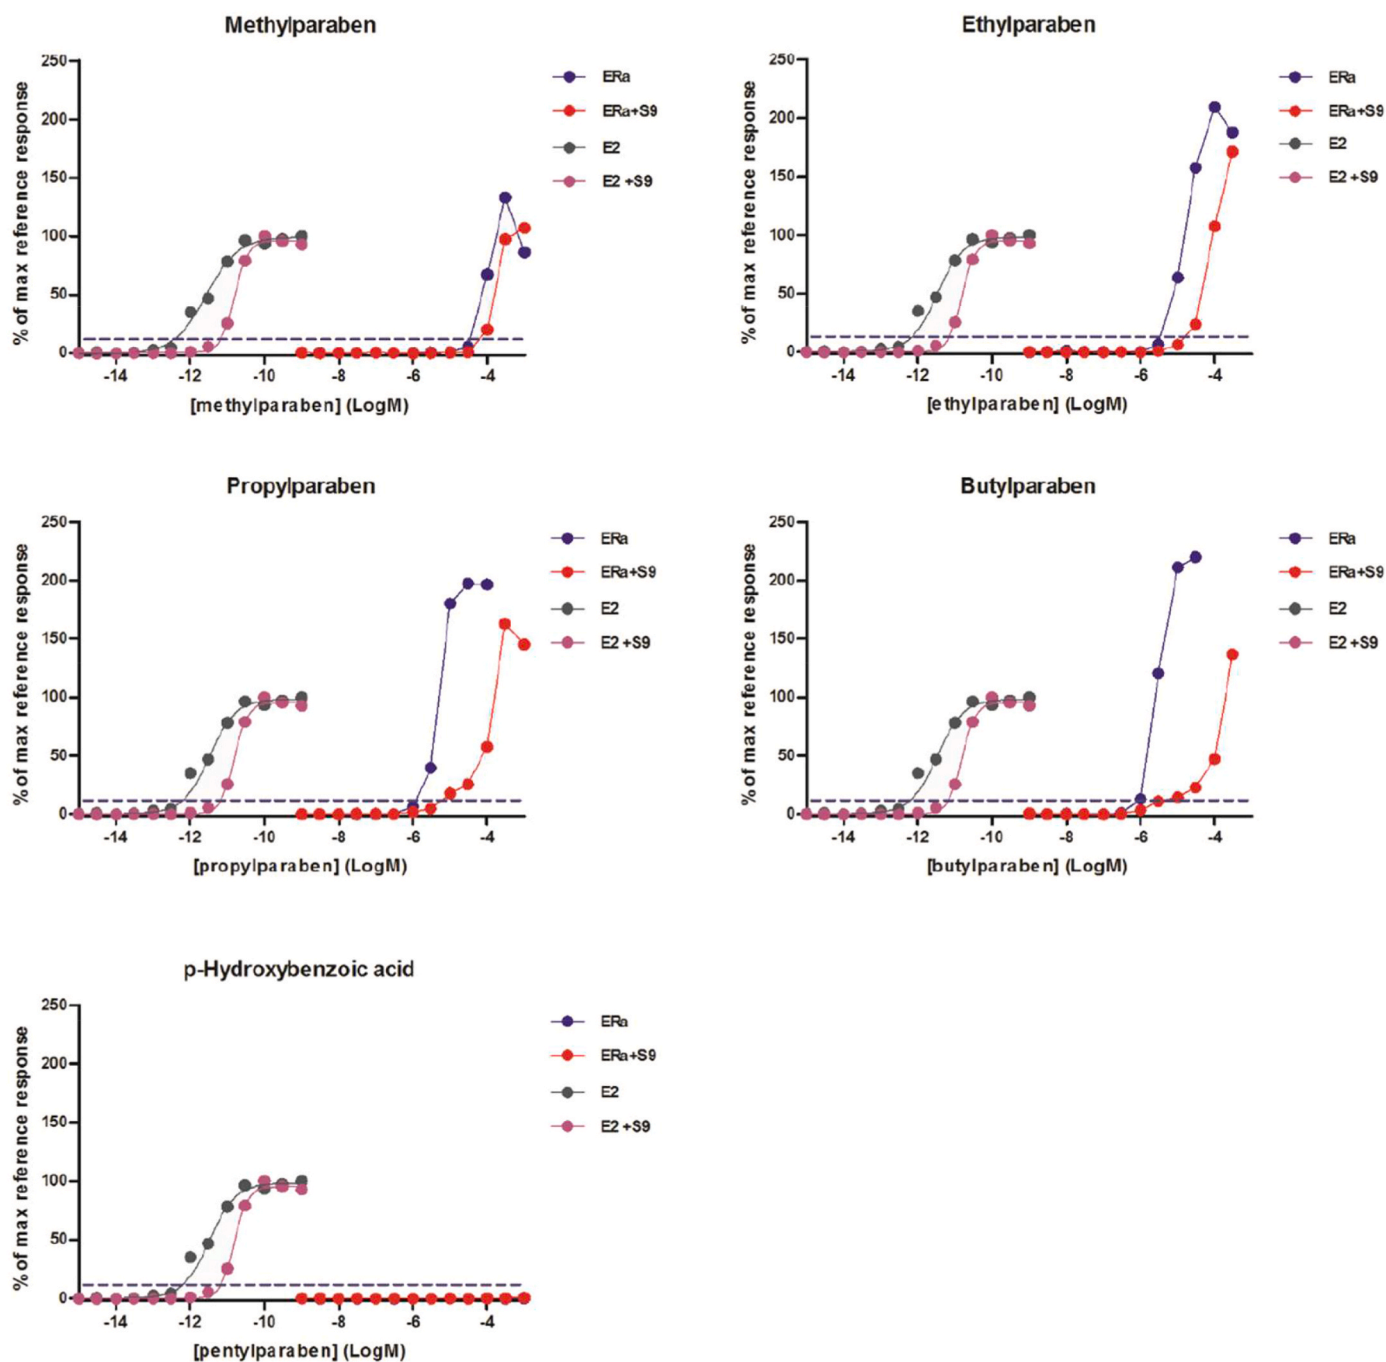 Methylparaben
% of max reference response
250
200
150
100
50
0
-14 -12 -10 -8 -6 -4
[methylparaben] (LogM)
ERa
ERa+S9
E2
E2 +S9
Ethylparaben
% of max reference response
250
200
150
100
50
0
-14 -12 -10 -8 -6 -4
[ethylparaben] (LogM)
ERa
ERa+S9
E2
E2 +S9
Propylparaben
% of max reference response
250
200
150
100
50
0
-14 -12 -10 -8 -6 -4
[propylparaben] (LogM)
ERa
ERa+S9
E2
E2 +S9
Butylparaben
% of max reference response
250
200
150
100
50
0
-14 -12 -10 -8 -6 -4
[butylparaben] (LogM)
ERa
ERa+S9
E2
E2 +S9
p-Hydroxybenzoic acid
% of max reference response
250
200
150
100
50
0
-14 -12 -10 -8 -6 -4
[pentylparaben] (LogM)
ERa
ERa+S9
E2
E2 +S9